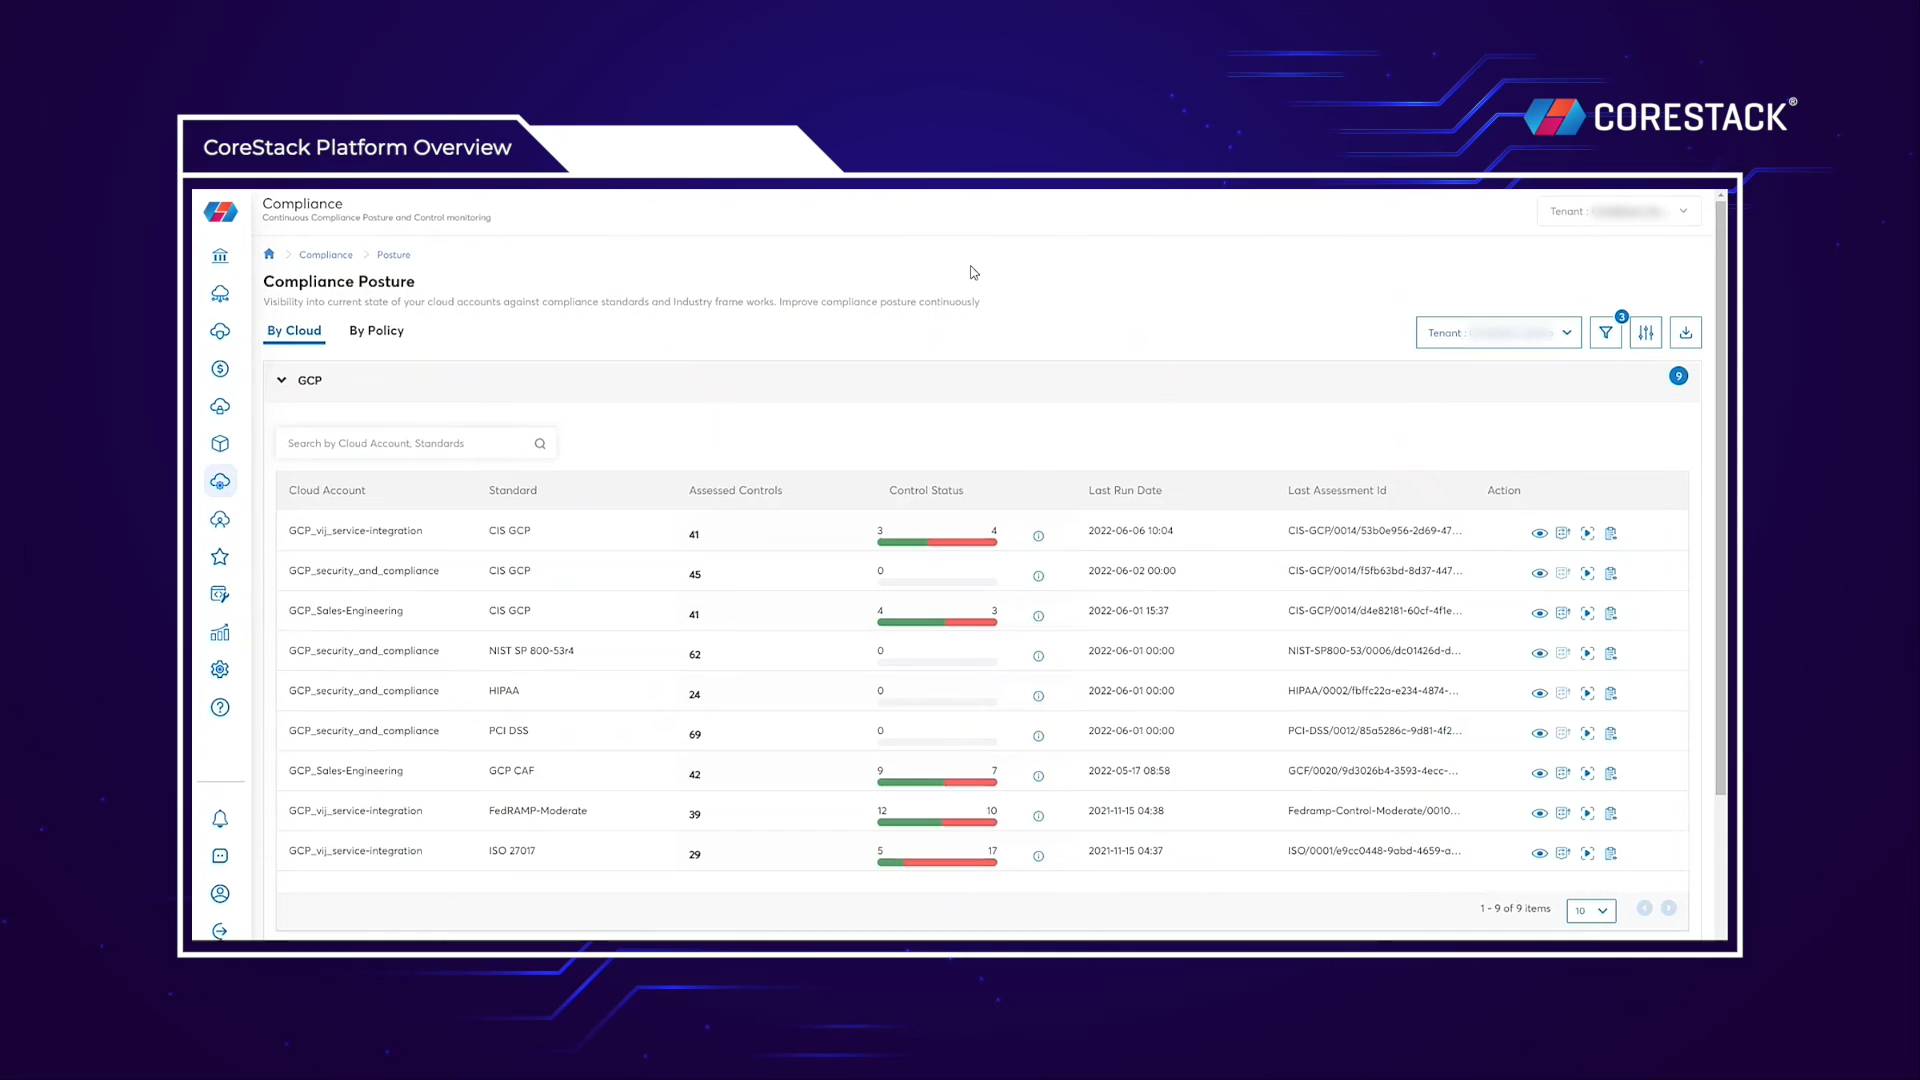 CORESTACK®
CoreStack Platform Overview
Compliance
Continuous Compliance Posture and Control monitoring
Tenant :
Compliance Posture
Compliance Posture
Visibility into current state of your cloud accounts against compliance standards and Industry frame works. Improve compliance posture continuously
By Cloud By Policy
Tenant :
3
GCP
9
Search by Cloud Account, Standards
Cloud Account Standard Assessed Controls Control Status Last Run Date Last Assessment Id Action
GCP_vij_service-integration CIS GCP 41 3 4 2022-06-06 10:04 CIS-GCP/0014/53b0e956-2d69-47...
GCP_security_and_compliance CIS GCP 45 0 2022-06-02 00:00 CIS-GCP/0014/f5fb63bd-8d37-447...
GCP_Sales-Engineering CIS GCP 41 4 3 2022-06-01 15:37 CIS-GCP/0014/d4e82181-60cf-4f1e...
GCP_security_and_compliance NIST SP 800-53r4 62 0 2022-06-01 00:00 NIST-SP800-53/0006/dc01426d-d...
GCP_security_and_compliance HIPAA 24 0 2022-06-01 00:00 HIPAA/0002/fbffc22a-e234-4874-...
GCP_security_and_compliance PCI DSS 69 0 2022-06-01 00:00 PCI-DSS/0012/85a5286c-9d81-4f2...
GCP_Sales-Engineering GCP CAF 42 9 7 2022-05-17 08:58 GCF/0020/9d3026b4-3593-4ecc-...
GCP_vij_service-integration FedRAMP-Moderate 39 12 10 2021-11-15 04:38 Fedramp-Control-Moderate/0010...
GCP_vij_service-integration ISO 27017 29 5 17 2021-11-15 04:37 ISO/0001/e9cc0448-9abd-4659-a...
1 - 9 of 9 items 10